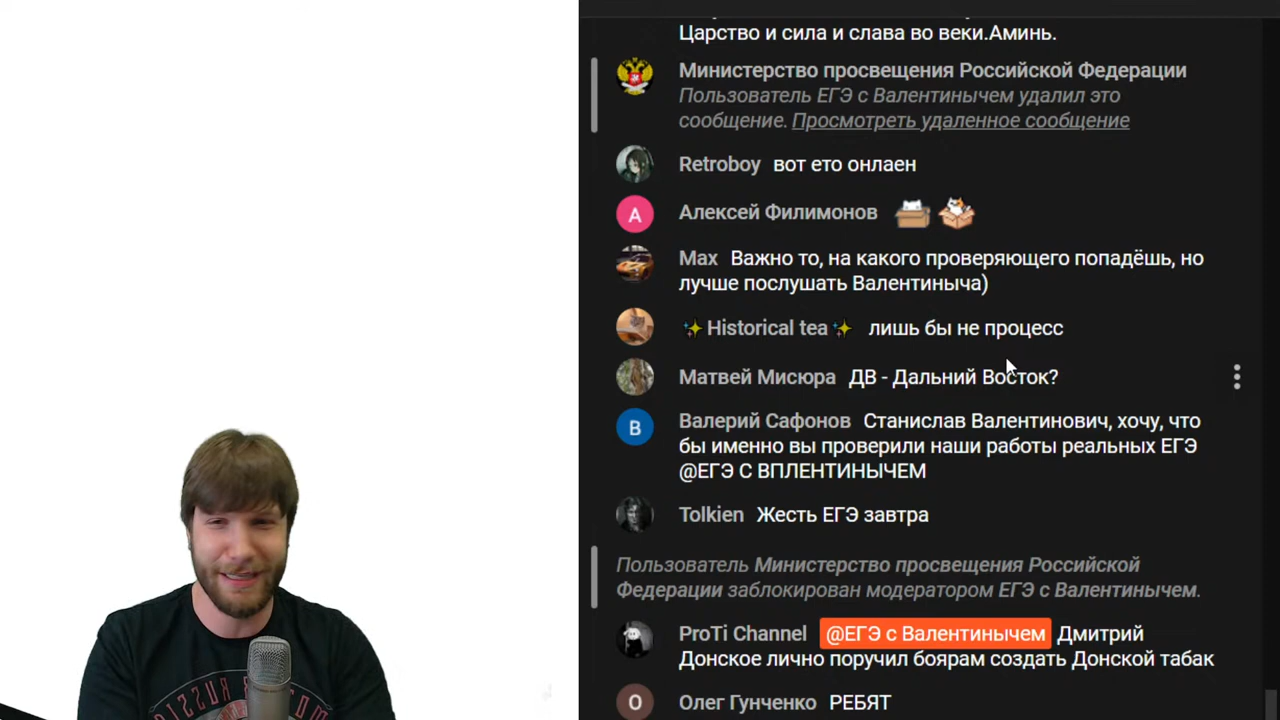 Царство и сила и слава во веки.Аминь.
Министерство просвещения Российской Федерации
Пользователь ЕГЭ с Валентинычем удалил это
сообщение. Просмотреть удаленное сообщение
Retroboy вот ето онлаен
А Алексей Филимонов
Max Важно то, на какого проверяющего попадёшь, но
лучше послушать Валентиныча)
Historical tea лишь бы не процесс
Матвей Мисюра ДВ - Дальний Восток?
В Валерий Сафонов Станислав Валентинович, хочу, что
бы именно вы проверили наши работы реальных ЕГЭ
@ЕГЭ С ВПЛЕНТИНЫЧЕМ
Tolkien Жесть ЕГЭ завтра
Пользователь Министерство просвещения Российской
Федерации заблокирован модератором ЕГЭ с Валентинычем.
ProTi Channel @ЕГЭ с Валентинычем Дмитрий
Донское лично поручил боярам создать Донской табак
О Олег Гунченко РЕБЯТ